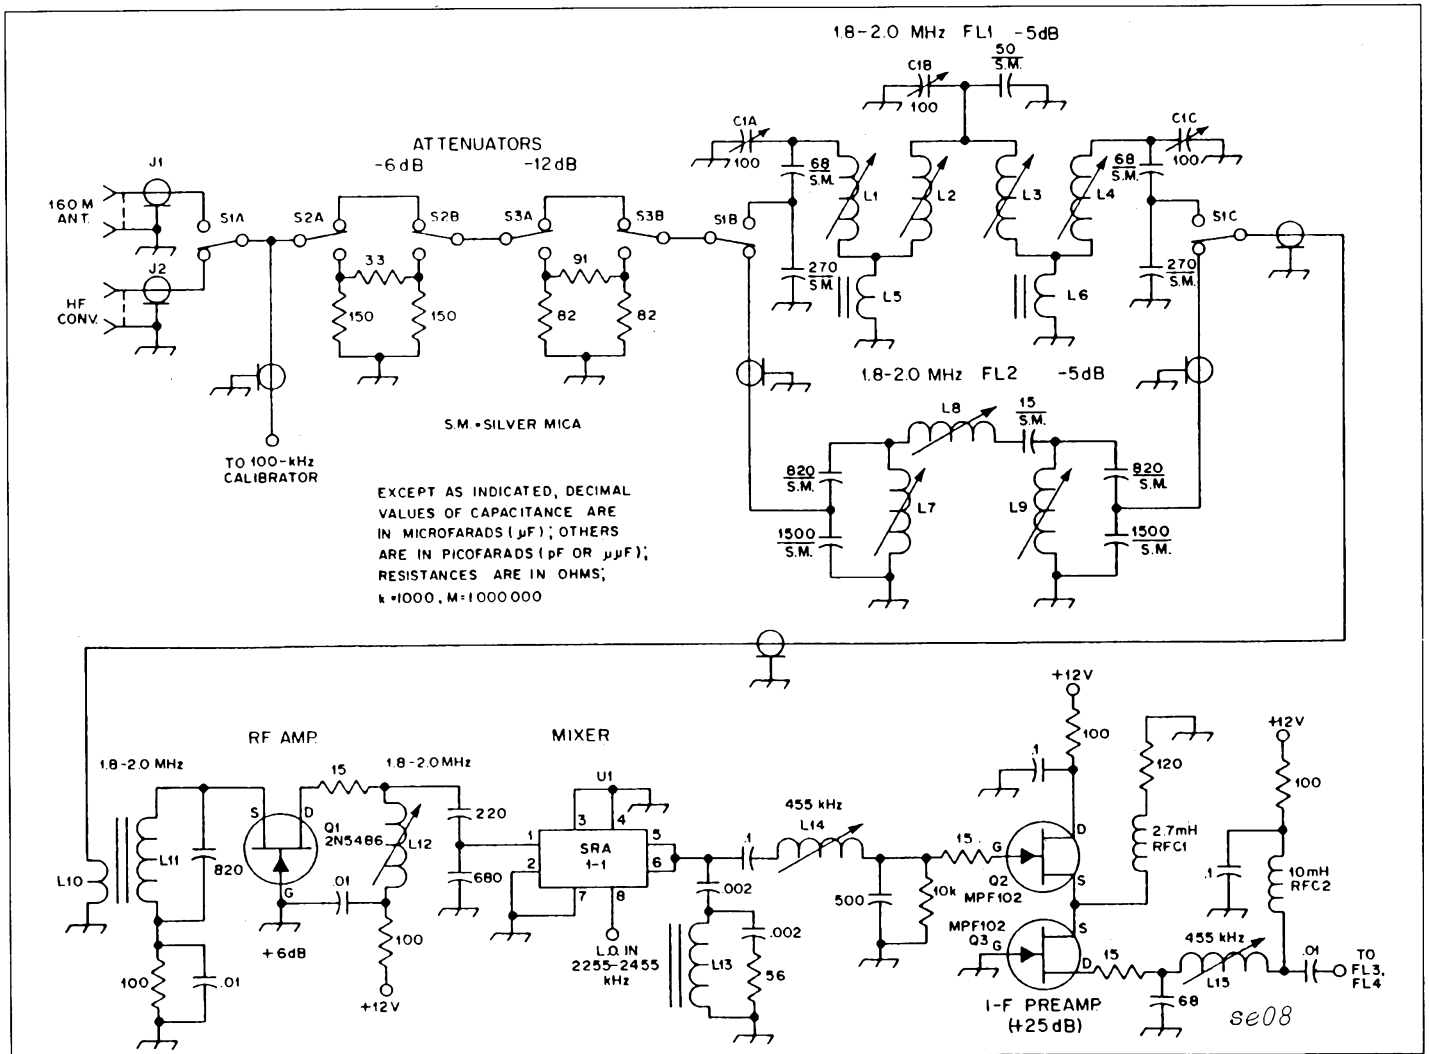 1.8-2.0 MHz FL1 -5dB
50
S.M.
C1B
100
C1A
100
C1C
100
ATTENUATORS
-6dB -12dB
J1
160 M
ANT.
S1A
S2A
S2B
S3A
S3B
S1B
68
S.M.
L1
L2
L3
L4
68
S.M.
S1C
J2
HF
CONV.
33
91
150
150
82
82
270
S.M.
L5
L6
270
S.M.
1.8-2.0 MHz FL2 -5dB
S.M.=SILVER MICA
TO 100-kHz
CALIBRATOR
L8
15
S.M.
820
S.M.
L7
L9
820
S.M.
1500
S.M.
1500
S.M.
EXCEPT AS INDICATED, DECIMAL
VALUES OF CAPACITANCE ARE
IN MICROFARADS (µF); OTHERS
ARE IN PICOFARADS (pF OR µµF);
RESISTANCES ARE IN OHMS;
k=1000, M=1000000
RF AMP.
MIXER
+12V
100
+12V
100
1.8-2.0 MHz
15
1.8-2.0 MHz
S
D
Q1
2N5486
G
L10
L11
820
L12
220
680
.01
+6dB
100
.01
100
+12V
U1
3
4
1
2
SRA
1-1
5
6
7
8
L.O. IN
2255-2455
kHz
.1
455 kHz
L14
.002
L13
.002
56
500
10k
15
.1
D
G
Q2
MPF102
S
120
2.7mH
RFC1
.1
10mH
RFC2
MPF102
Q3
G
S
D
15
455 kHz
L15
68
.01
TO
FL3,
FL4
I-F PREAMP.
(+25dB)
se08